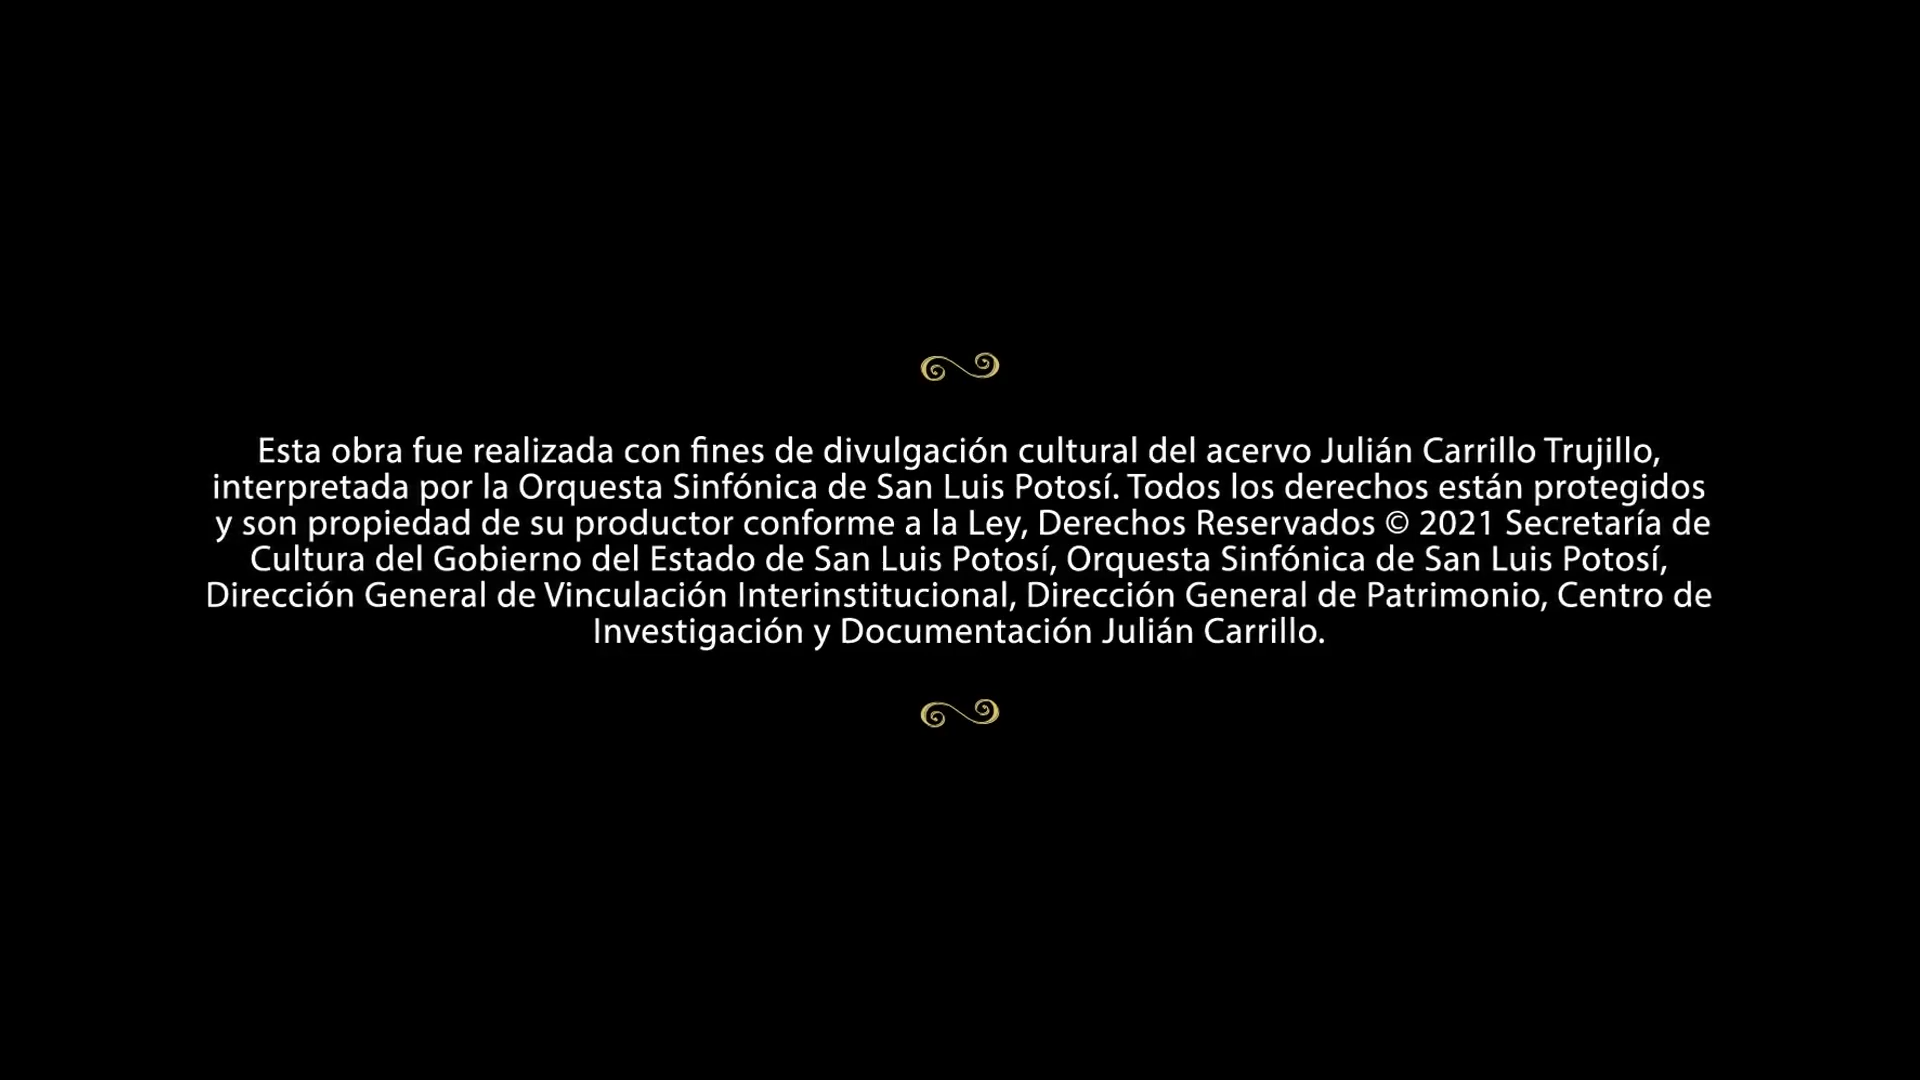 Esta obra fue realizada con fines de divulgación cultural del acervo Julián Carrillo Trujillo,
interpretada por la Orquesta Sinfónica de San Luis Potosí. Todos los derechos están protegidos
y son propiedad de su productor conforme a la Ley, Derechos Reservados © 2021 Secretaría de
Cultura del Gobierno del Estado de San Luis Potosí, Orquesta Sinfónica de San Luis Potosí,
Dirección General de Vinculación Interinstitucional, Dirección General de Patrimonio, Centro de
Investigación y Documentación Julián Carrillo.